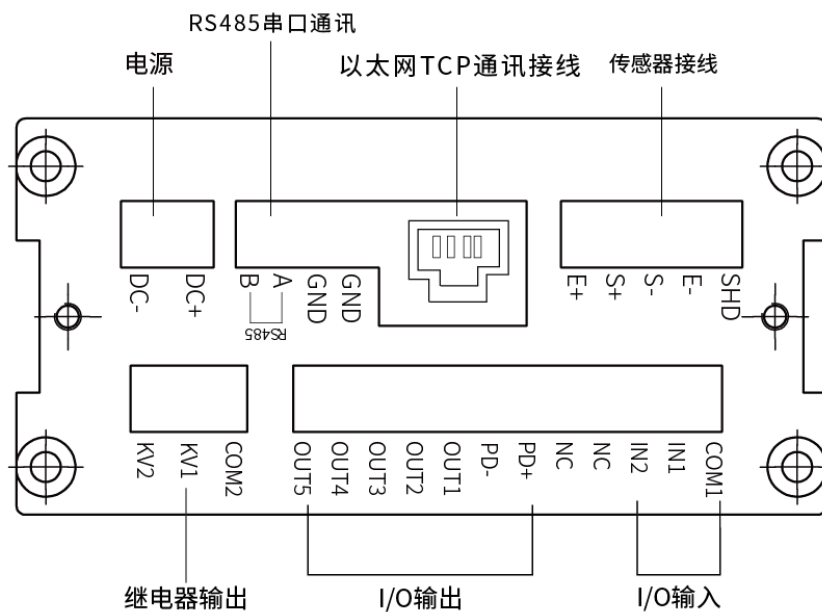 RS485串口通讯
电源
以太网TCP通讯接线
传感器接线
DC-
DC+
B
A
GND
GND
RS485
E+
S+
S-
E-
SHD
KV2
KV1
COM2
OUT5
OUT4
OUT3
OUT2
OUT1
PD-
PD+
NC
NC
IN2
IN1
COM1
继电器输出
I/O输出
I/O输入